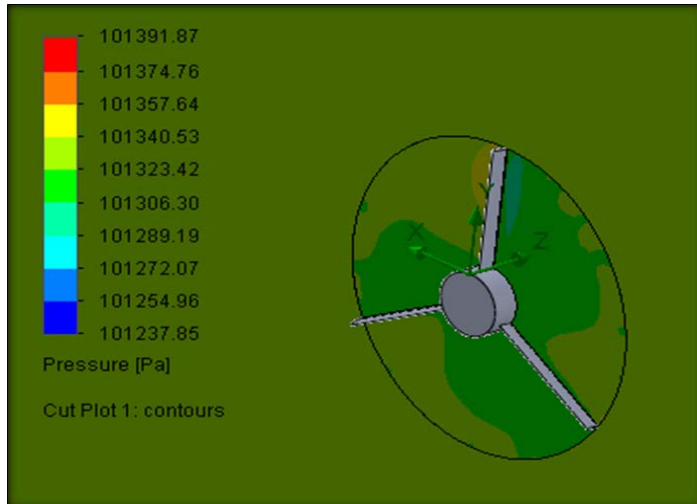 101391.87
101374.76
101357.64
101340.53
101323.42
101306.30
101289.19
101272.07
101254.96
101237.85
Pressure [Pa]
Cut Plot 1: contours
Y
X
Z